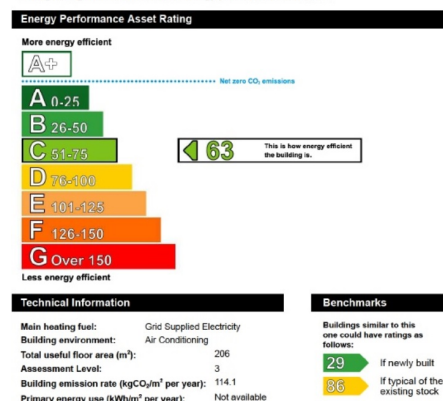 Energy Performance Asset Rating
More energy efficient
A+
Net zero CO₂ emissions
A 0-25
B 26-50
C 51-75
63
This is how energy efficient
the building is.
D 76-100
E 101-125
F 126-150
G Over 150
Less energy efficient
Technical Information
Main heating fuel: Grid Supplied Electricity
Building environment: Air Conditioning
Total useful floor area (m²): 206
Assessment Level: 3
Building emission rate (kgCO₂/m² per year): 114.1
Primary energy use (kWh/m² per year): Not available
Benchmarks
Buildings similar to this
one could have ratings as
follows:
29 If newly built
86 If typical of the
existing stock